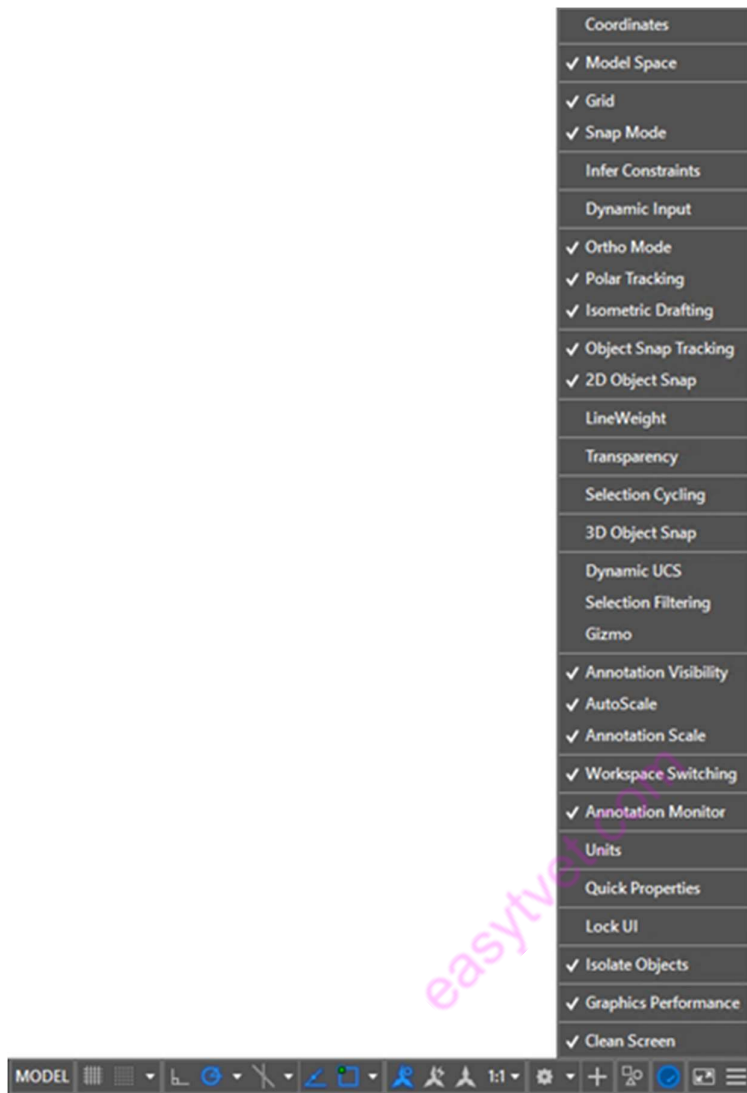 Coordinates
Model Space
Grid
Snap Mode
Infer Constraints
Dynamic Input
Ortho Mode
Polar Tracking
Isometric Drafting
Object Snap Tracking
2D Object Snap
LineWeight
Transparency
Selection Cycling
3D Object Snap
Dynamic UCS
Selection Filtering
Gizmo
Annotation Visibility
AutoScale
Annotation Scale
Workspace Switching
Annotation Monitor
Units
Quick Properties
Lock UI
Isolate Objects
Graphics Performance
Clean Screen
easytvet.com
MODEL 1:1